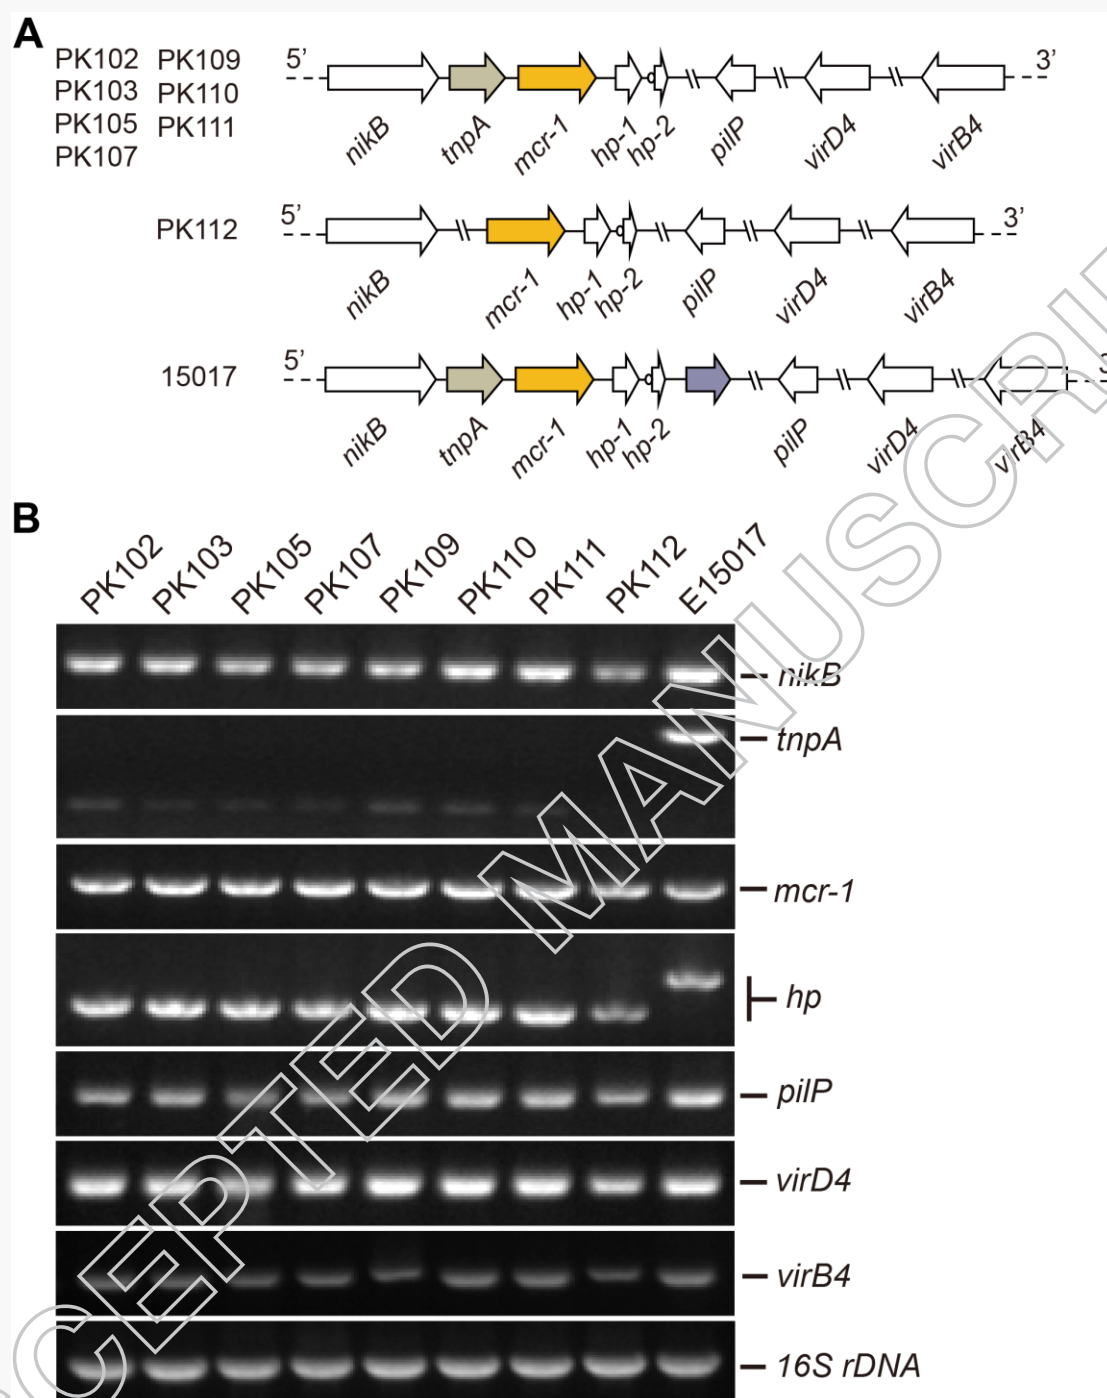 A
PK102 PK109
PK103 PK110
PK105 PK111
PK107
5’ 3’
nikB tnpA mcr-1 hp-1 hp-2 pilP virD4 virB4
PK112
5’ 3’
nikB mcr-1 hp-1 hp-2 pilP virD4 virB4
15017
5’ 3
nikB tnpA mcr-1 hp-1 hp-2 pilP virD4 virB4
B
PK102 PK103 PK105 PK107 PK109 PK110 PK111 PK112 E15017
nikB
tnpA
mcr-1
hp
pilP
virD4
virB4
16S rDNA
CEPTED MANUSCRI